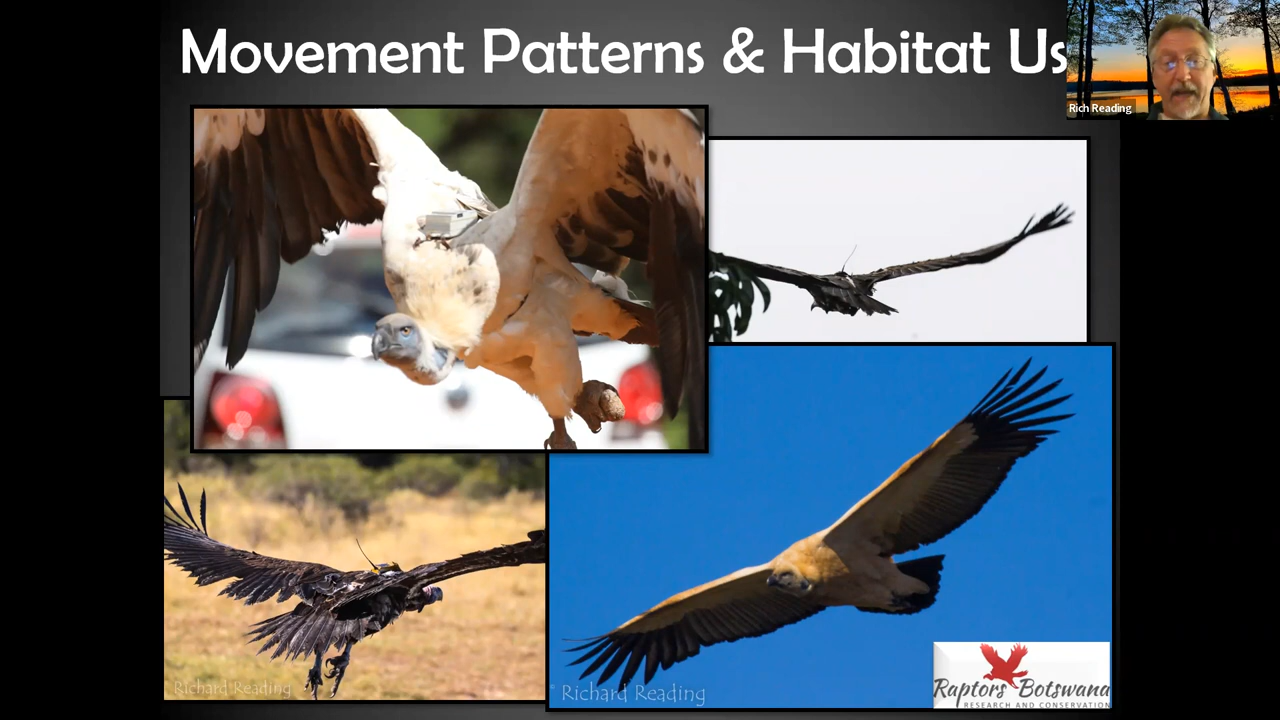 Movement Patterns & Habitat Us
Rich Reading
Richard Reading
Richard Reading
Raptors Botswana
RESEARCH AND CONSERVATION